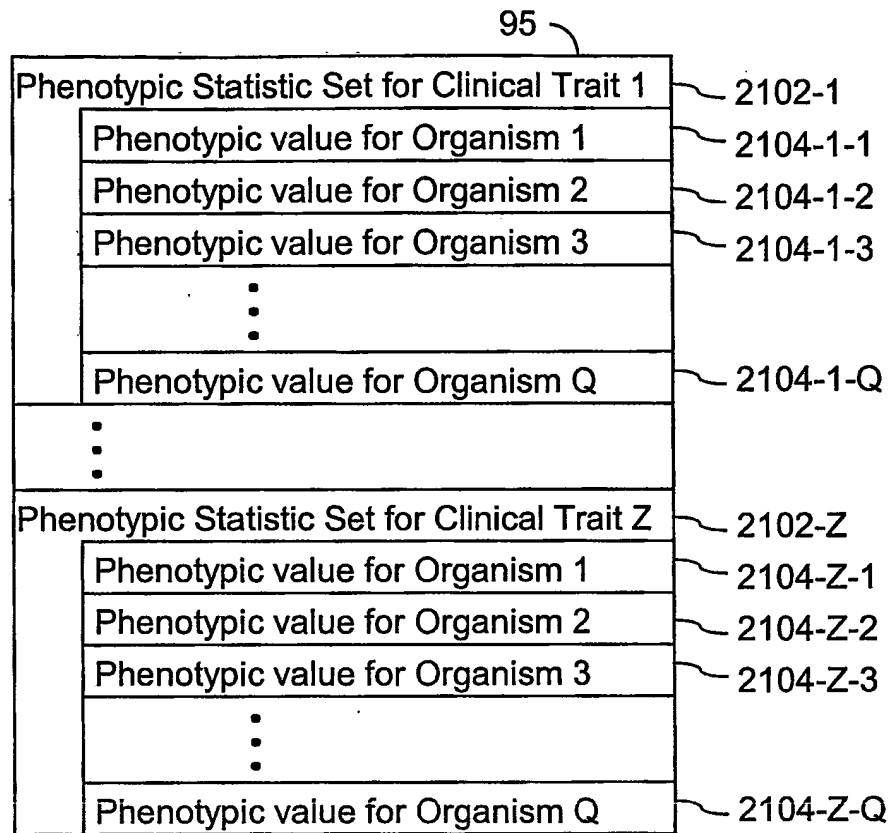 95
Phenotypic Statistic Set for Clinical Trait 1 2102-1
Phenotypic value for Organism 1 2104-1-1
Phenotypic value for Organism 2 2104-1-2
Phenotypic value for Organism 3 2104-1-3
Phenotypic value for Organism Q 2104-1-Q
Phenotypic Statistic Set for Clinical Trait Z 2102-Z
Phenotypic value for Organism 1 2104-Z-1
Phenotypic value for Organism 2 2104-Z-2
Phenotypic value for Organism 3 2104-Z-3
Phenotypic value for Organism Q 2104-Z-Q